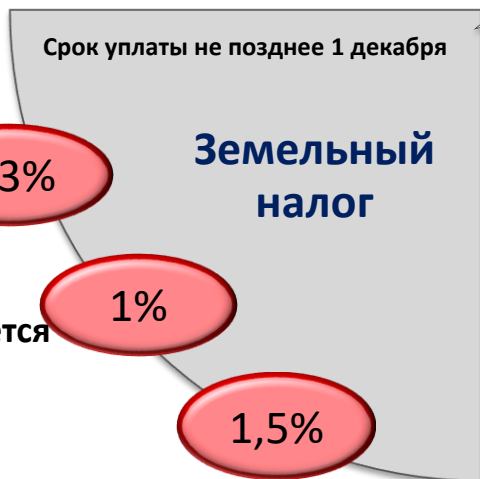 Срок уплаты не позднее 1 декабря
Земельный
налог
3%
1%
1,5%